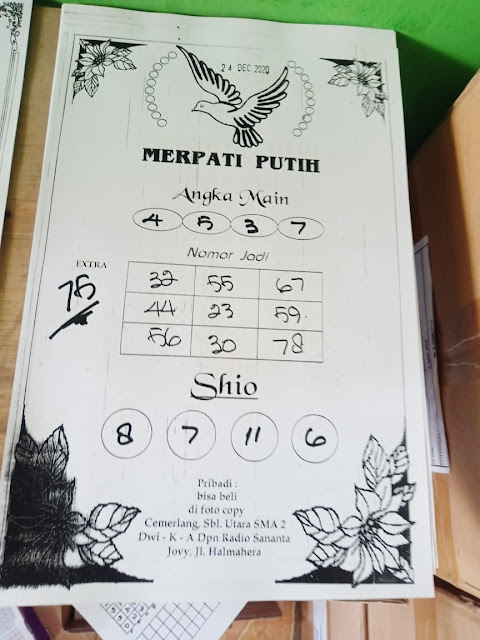 24 DEC 2020
MERPATI PUTIH
Angka Main
4 5 3 7
Nomor Jadi
EXTRA
32 55 67
44 23 59
56 30 78
Shio
8 7 11 6
Pribadi :
bisa beli
di foto copy
Cemerlang, Sbl. Utara SMA 2
Dwi - K - A Dpn Radio Sananta
Jovy, Jl. Halmahera